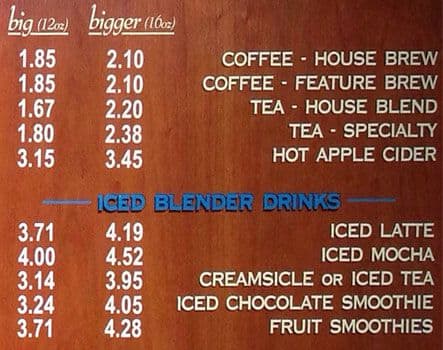 big (12oz) bigger (16oz)
1.85 2.10 COFFEE - HOUSE BREW
1.85 2.10 COFFEE - FEATURE BREW
1.67 2.20 TEA - HOUSE BLEND
1.80 2.38 TEA - SPECIALTY
3.15 3.45 HOT APPLE CIDER
ICED BLENDER DRINKS
3.71 4.19 ICED LATTE
4.00 4.52 ICED MOCHA
3.14 3.95 CREAMSICLE OR ICED TEA
3.24 4.05 ICED CHOCOLATE SMOOTHIE
3.71 4.28 FRUIT SMOOTHIES